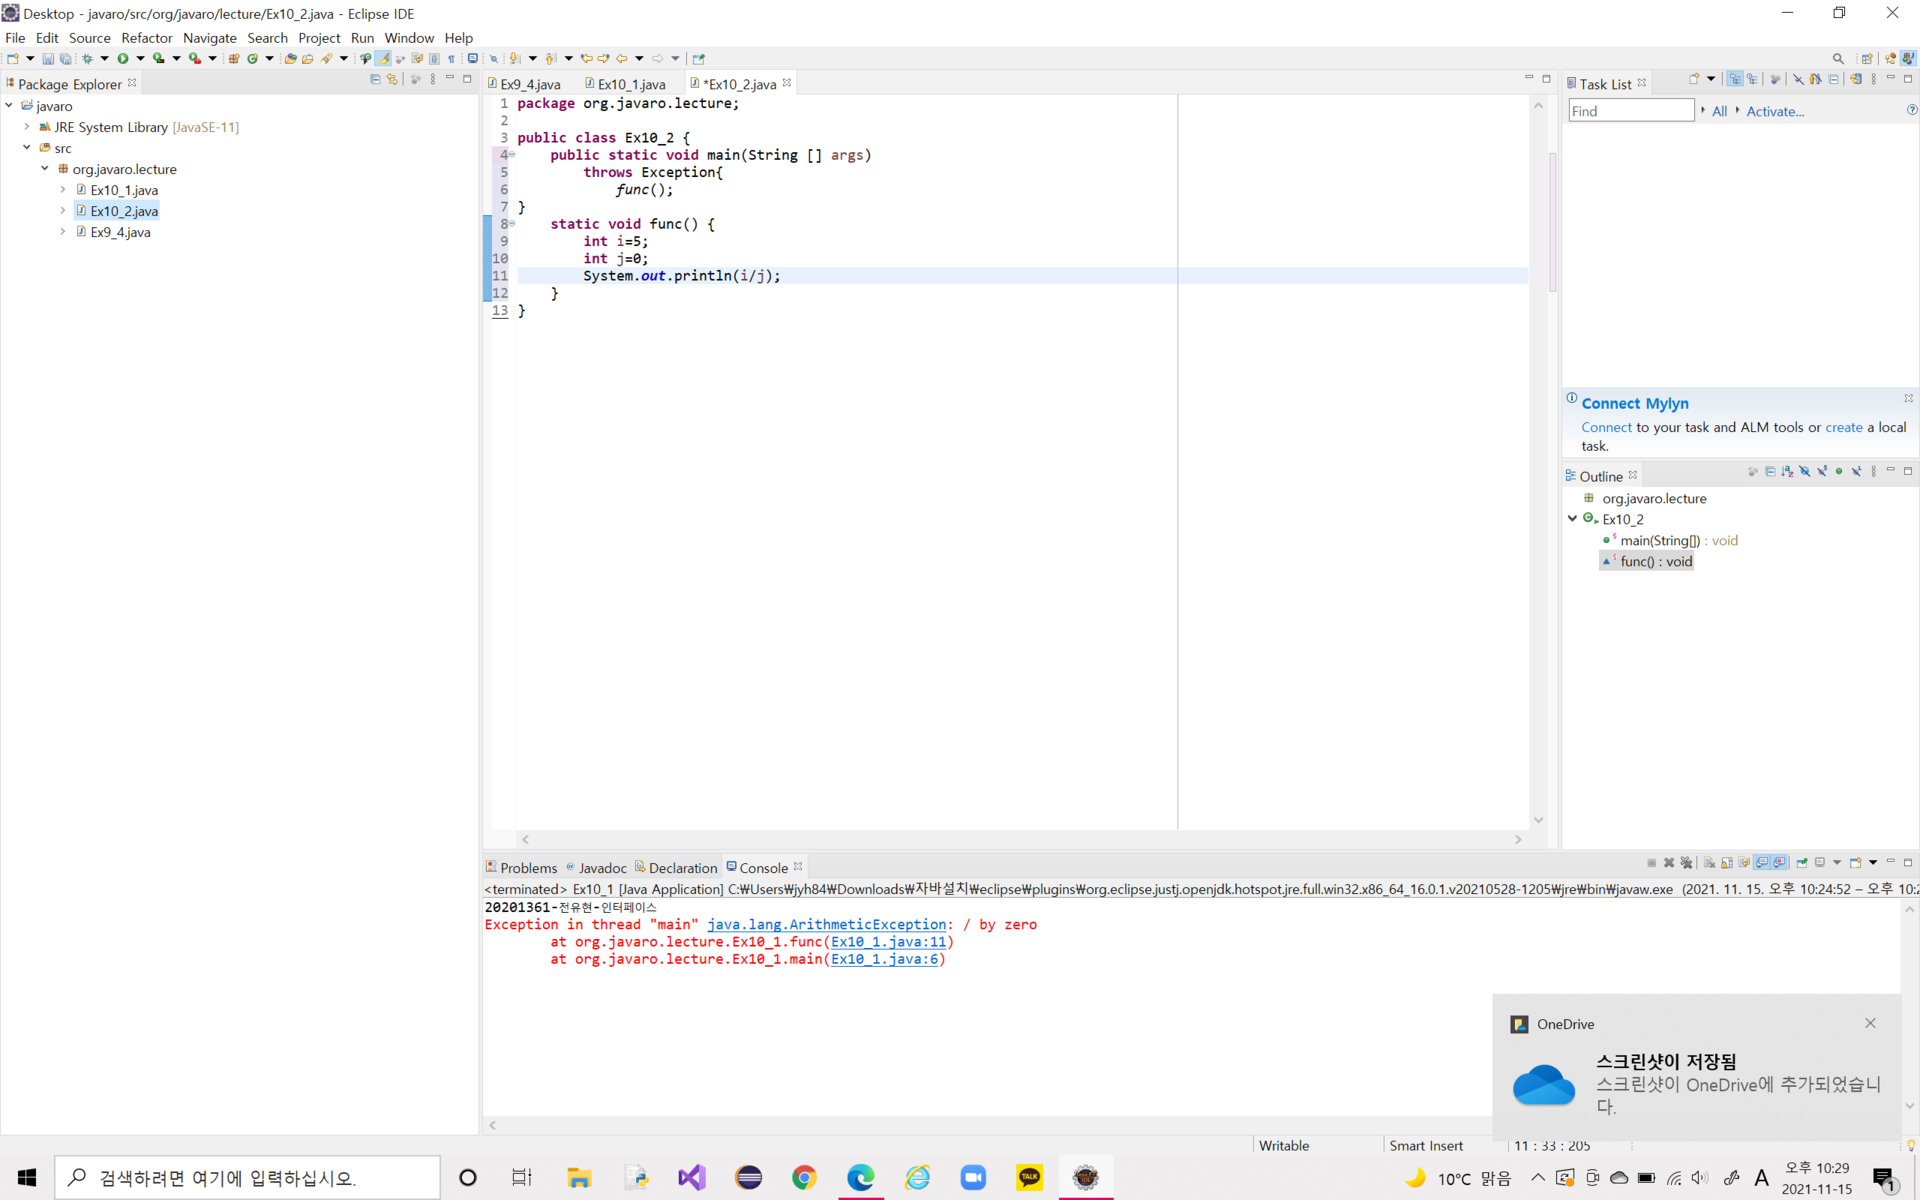 Desktop - javaro/src/org/javaro/lecture/Ex10_2.java - Eclipse IDE
File Edit Source Refactor Navigate Search Project Run Window Help
Package Explorer
javaro
JRE System Library [JavaSE-11]
src
org.javaro.lecture
Ex10_1.java
Ex10_2.java
Ex9_4.java
Ex9_4.java Ex10_1.java *Ex10_2.java
1 package org.javaro.lecture;
2
3 public class Ex10_2 {
4 public static void main(String [] args)
5 throws Exception{
6 func();
7 }
8 static void func() {
9 int i=5;
10 int j=0;
11 System.out.println(i/j);
12 }
13 }
Task List
Find All Activate...
Connect Mylyn
Connect to your task and ALM tools or create a local
task.
Outline
org.javaro.lecture
Ex10_2
main(String[]) : void
func() : void
Problems Javadoc Declaration Console
<terminated> Ex10_1 [Java Application] C:₩Users₩jyh84₩Downloads₩자바설치₩eclipse₩plugins₩org.eclipse.justj.openjdk.hotspot.jre.full.win32.x86_64_16.0.1.v20210528-1205₩jre₩bin₩javaw.exe (2021. 11. 15. 오후 10:24:52 – 오후 10:2
20201361-전유현-인터페이스
Exception in thread "main" java.lang.ArithmeticException: / by zero
at org.javaro.lecture.Ex10_1.func(Ex10_1.java:11)
at org.javaro.lecture.Ex10_1.main(Ex10_1.java:6)
OneDrive
스크린샷이 저장됨
스크린샷이 OneDrive에 추가되었습니
다.
Writable Smart Insert 11 : 33 : 205
검색하려면 여기에 입력하십시오.
TALK
10°C 맑음
A
오후 10:29
2021-11-15
1